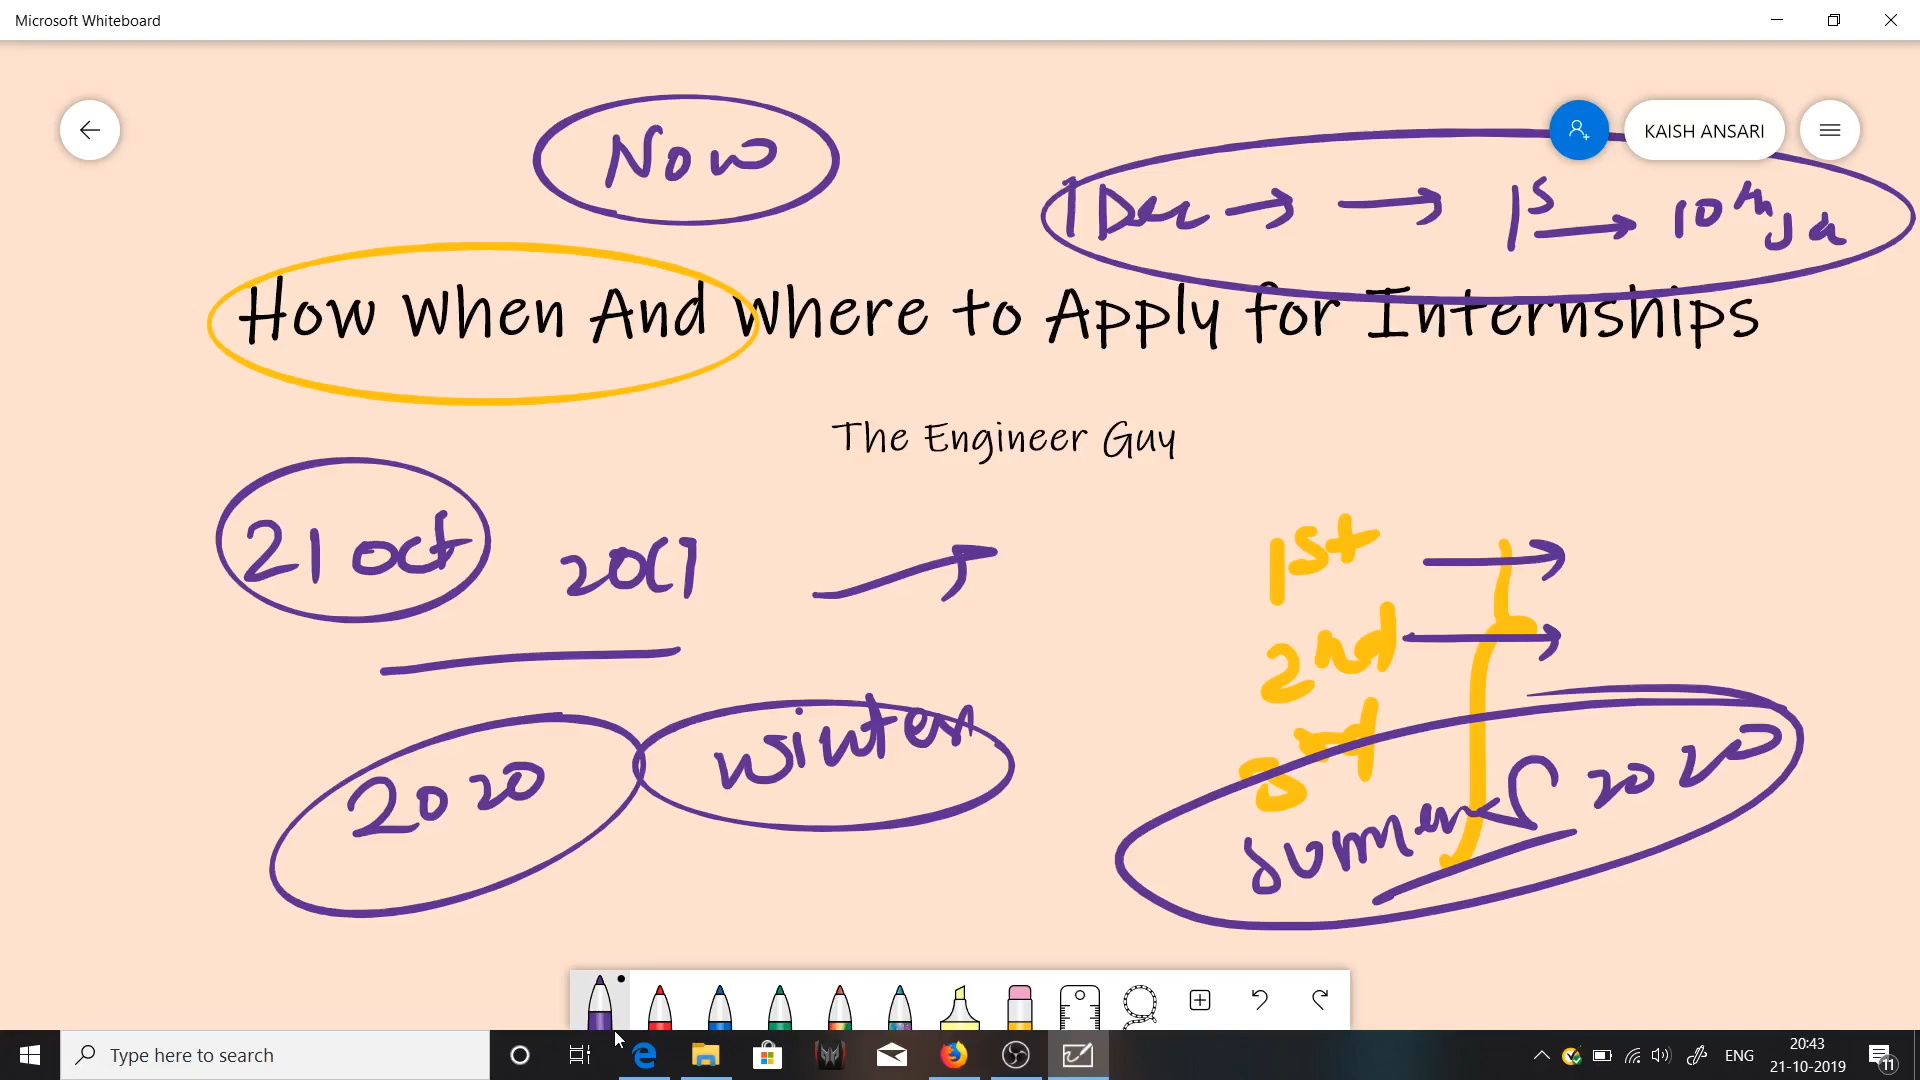 Microsoft Whiteboard
KAISH ANSARI
Now
1 Dec → → 1st → 10th Ja
How When And Where to Apply for Internships
The Engineer Guy
21 oct
1st
2nd
3rd
2020
winter
summer 2020
Type here to search
ENG
20:43
21-10-2019
11